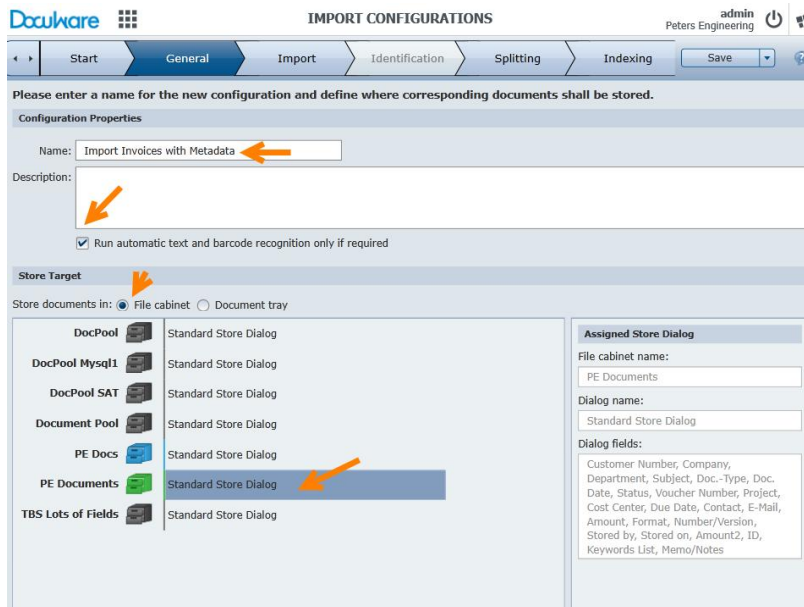 DocuWare
IMPORT CONFIGURATIONS
admin
Peters Engineering
Start
General
Import
Identification
Splitting
Indexing
Save
Please enter a name for the new configuration and define where corresponding documents shall be stored.
Configuration Properties
Name: Import Invoices with Metadata
Description:
Run automatic text and barcode recognition only if required
Store Target
Store documents in: File cabinet Document tray
DocPool Standard Store Dialog
DocPool Mysql1 Standard Store Dialog
DocPool SAT Standard Store Dialog
Document Pool Standard Store Dialog
PE Docs Standard Store Dialog
PE Documents Standard Store Dialog
TBS Lots of Fields Standard Store Dialog
Assigned Store Dialog
File cabinet name:
PE Documents
Dialog name:
Standard Store Dialog
Dialog fields:
Customer Number, Company,
Department, Subject, Doc.-Type, Doc.
Date, Status, Voucher Number, Project,
Cost Center, Due Date, Contact, E-Mail,
Amount, Format, Number/Version,
Stored by, Stored on, Amount2, ID,
Keywords List, Memo/Notes